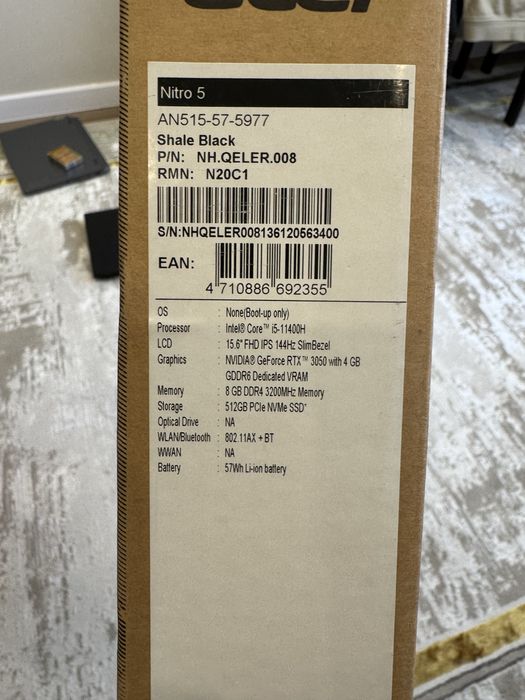 acer
Nitro 5
AN515-57-5977
Shale Black
P/N: NH.QELER.008
RMN: N20C1
S/N:NHQELER008136120563400
EAN:
4 710886 692355
OS : None(Boot-up only)
Processor : Intel® Core™ i5-11400H
LCD : 15.6" FHD IPS 144Hz SlimBezel
Graphics : NVIDIA® GeForce RTX™ 3050 with 4 GB
GDDR6 Dedicated VRAM
Memory : 8 GB DDR4 3200MHz Memory
Storage : 512GB PCIe NVMe SSD*
Optical Drive : NA
WLAN/Bluetooth : 802.11AX + BT
WWAN : NA
Battery : 57Wh Li-ion battery